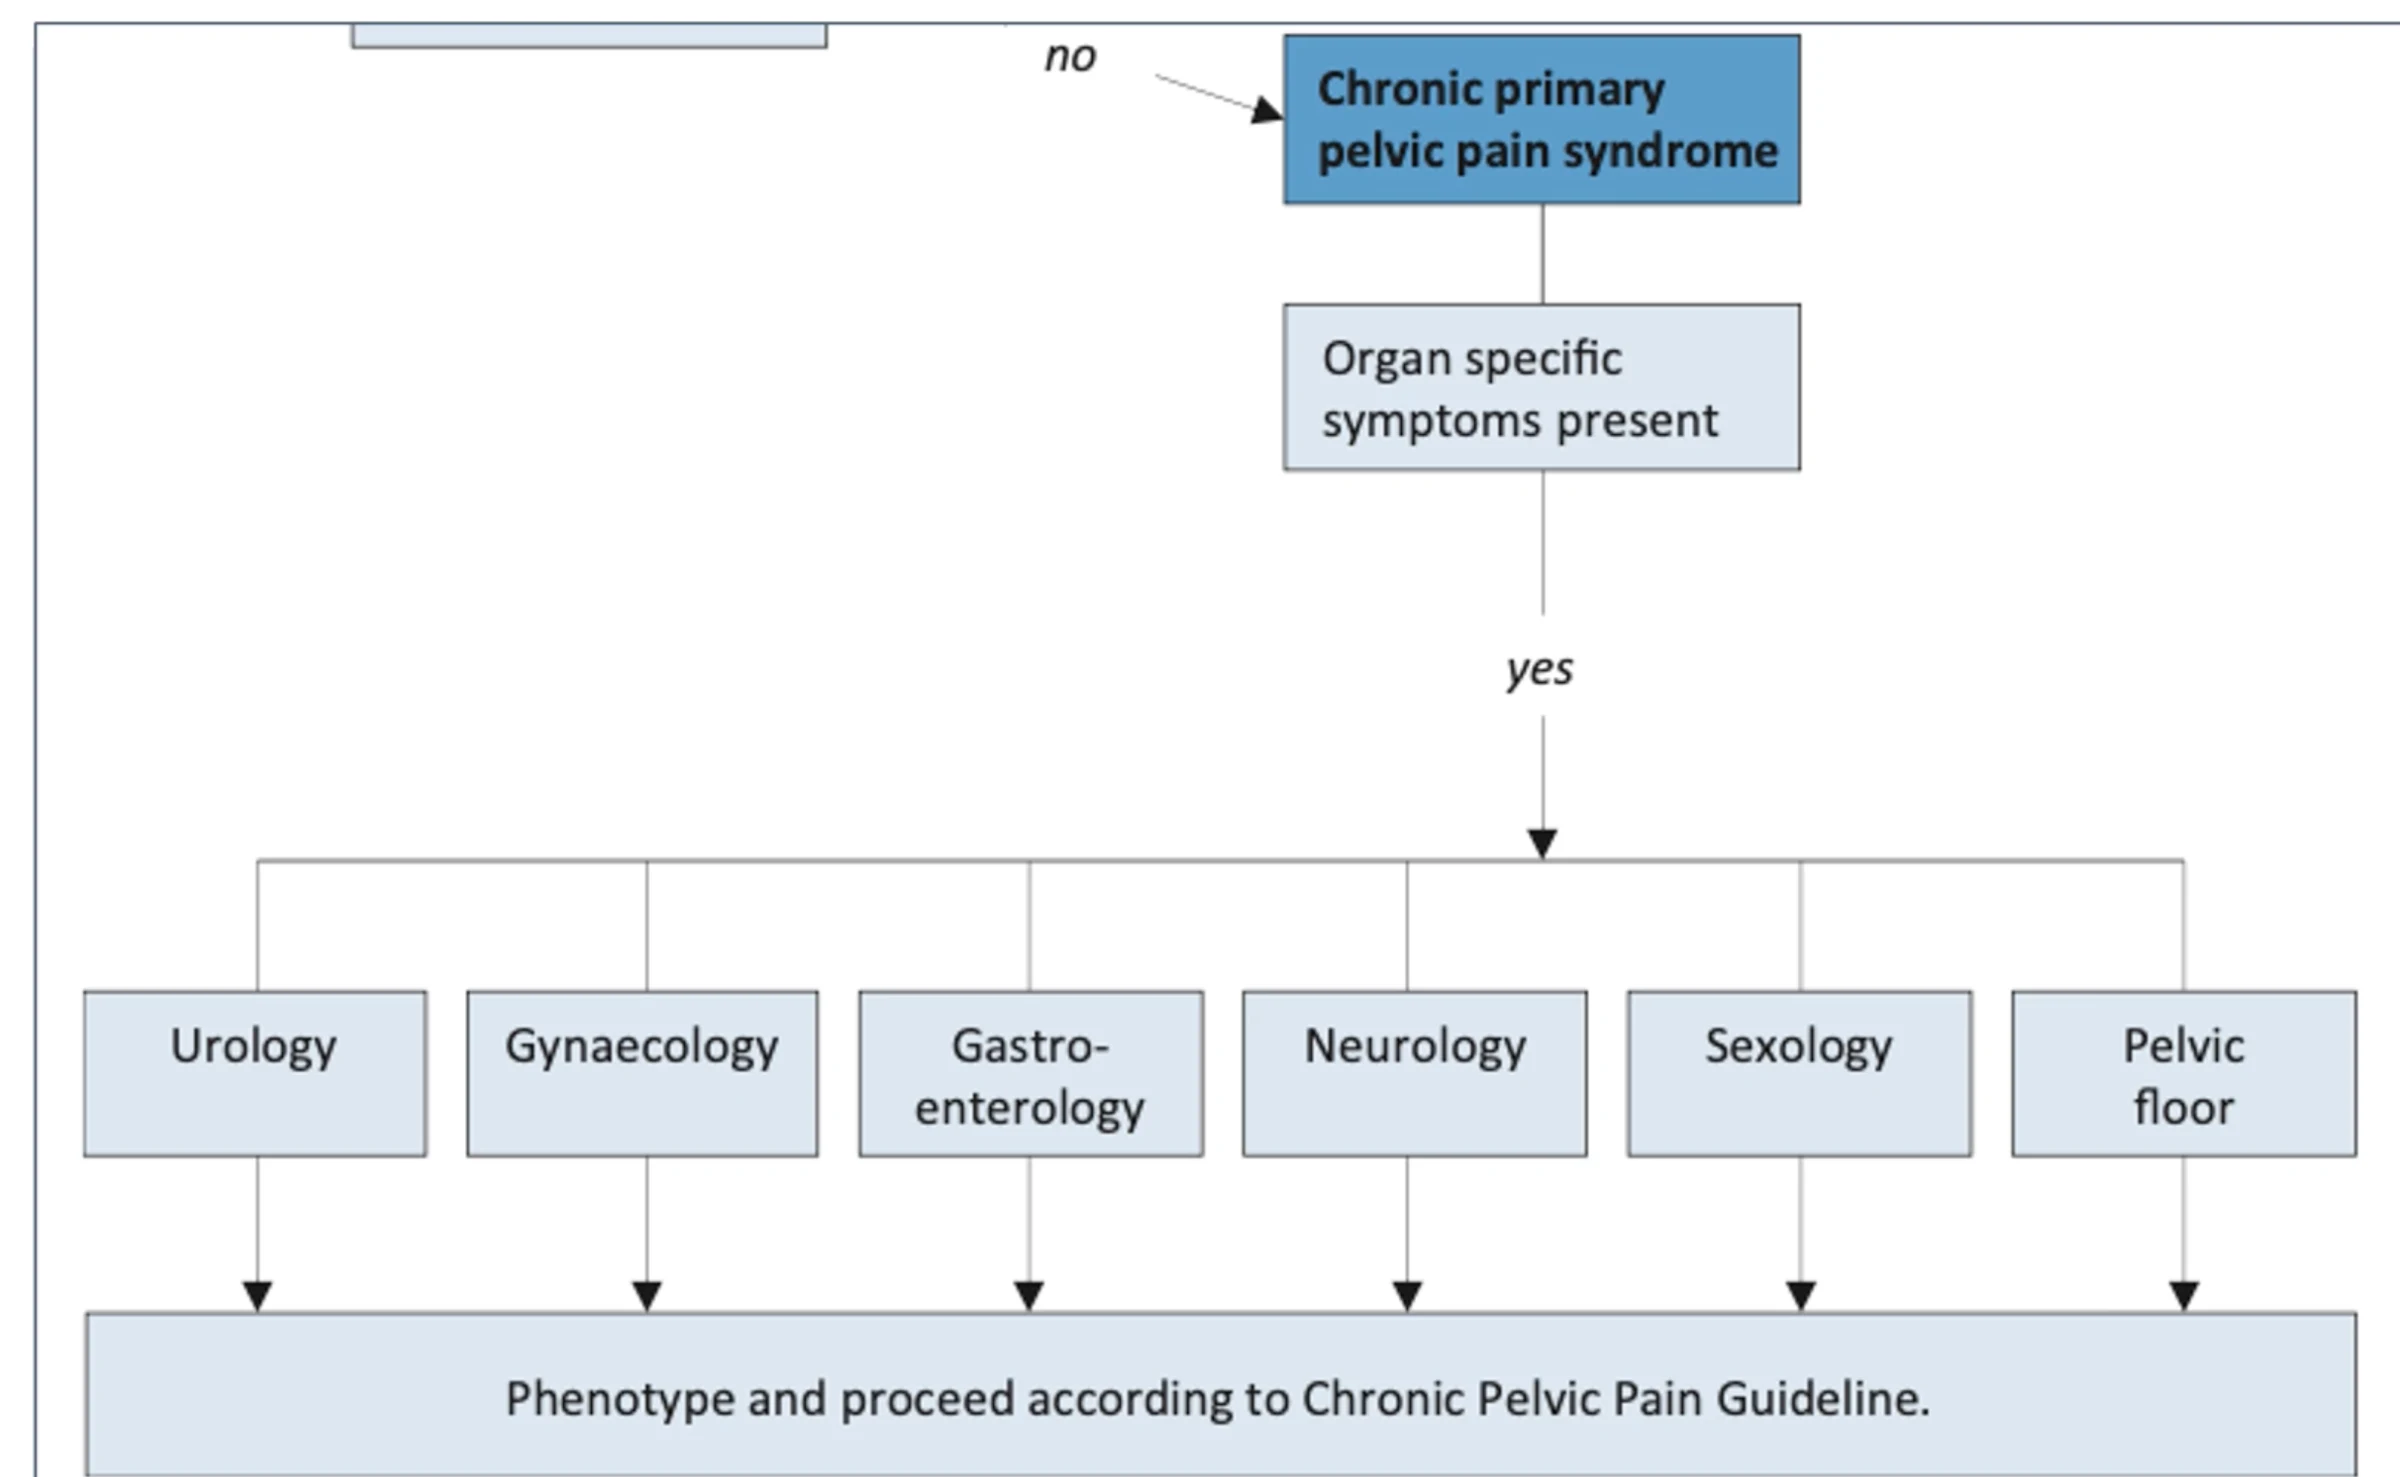 no
Chronic primary
pelvic pain syndrome
Organ specific
symptoms present
yes
Urology
Gynaecology
Gastro-
enterology
Neurology
Sexology
Pelvic
floor
Phenotype and proceed according to Chronic Pelvic Pain Guideline.